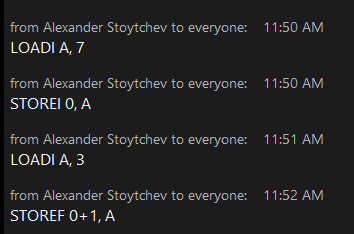 from Alexander Stoytchev to everyone: 11:50 AM
LOADI A, 7
from Alexander Stoytchev to everyone: 11:50 AM
STOREI 0, A
from Alexander Stoytchev to everyone: 11:51 AM
LOADI A, 3
from Alexander Stoytchev to everyone: 11:52 AM
STOREF 0+1, A